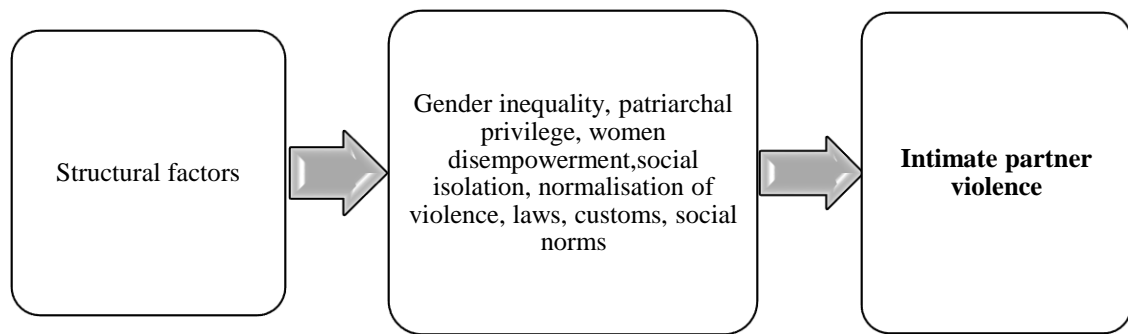 Structural factors
Gender inequality, patriarchal
privilege, women
disempowerment,social
isolation, normalisation of
violence, laws, customs, social
norms
Intimate partner
violence